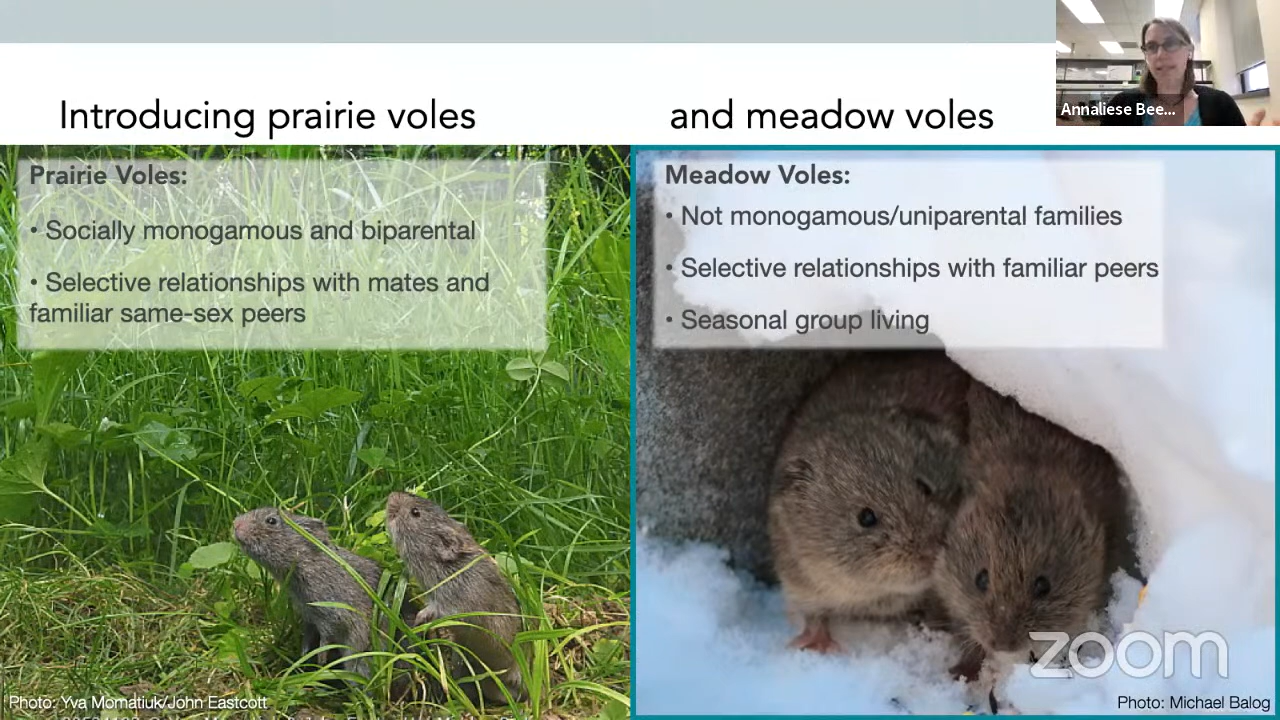 Introducing prairie voles
and meadow voles
Annaliese Bee...
Prairie Voles:
• Socially monogamous and biparental
• Selective relationships with mates and
familiar same-sex peers
Meadow Voles:
• Not monogamous/uniparental families
• Selective relationships with familiar peers
• Seasonal group living
Photo: Yva Momatiuk/John Eastcott
zoom
Photo: Michael Balog